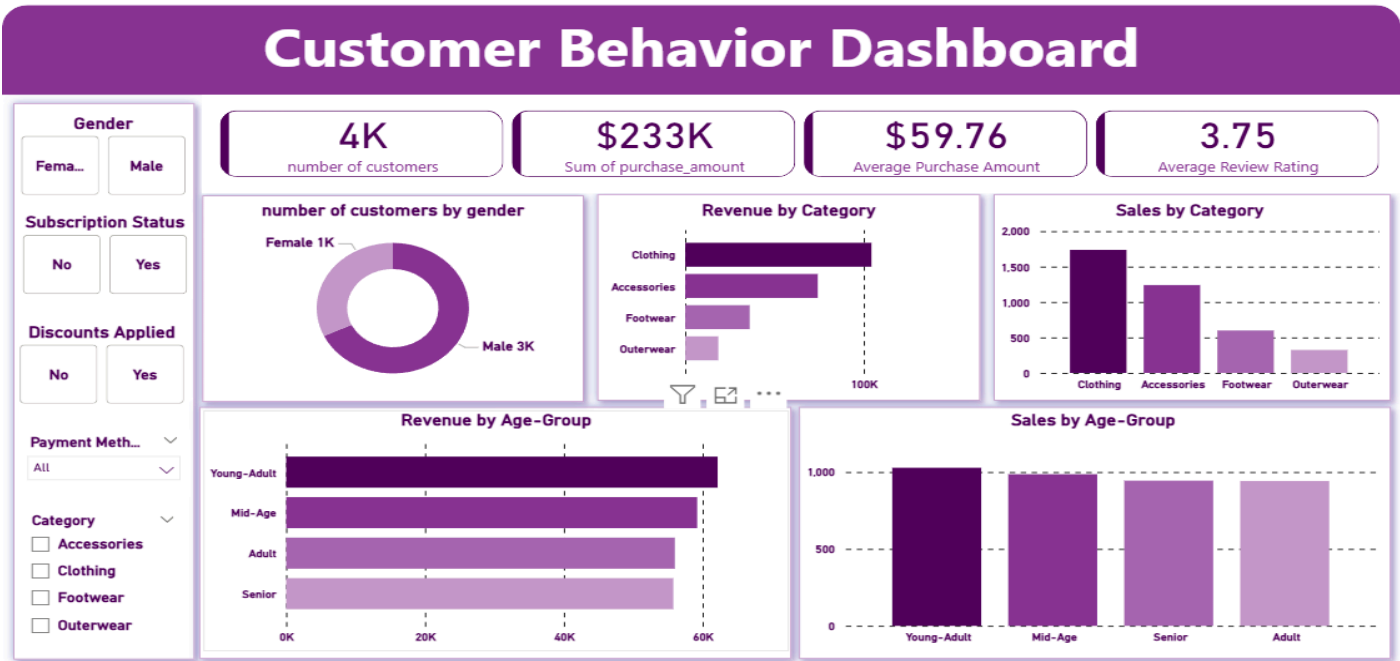 Customer Behavior Dashboard
Gender
Fema...
Male
Subscription Status
No
Yes
Discounts Applied
No
Yes
Payment Meth...
All
Category
Accessories
Clothing
Footwear
Outerwear
4K
number of customers
$233K
Sum of purchase_amount
$59.76
Average Purchase Amount
3.75
Average Review Rating
number of customers by gender
Female 1K
Male 3K
Revenue by Category
Clothing
Accessories
Footwear
Outerwear
100K
Sales by Category
2,000
1,500
1,000
500
0
Clothing
Accessories
Footwear
Outerwear
Revenue by Age-Group
Young-Adult
Mid-Age
Adult
Senior
0K
20K
40K
60K
Sales by Age-Group
1,000
500
0
Young-Adult
Mid-Age
Senior
Adult